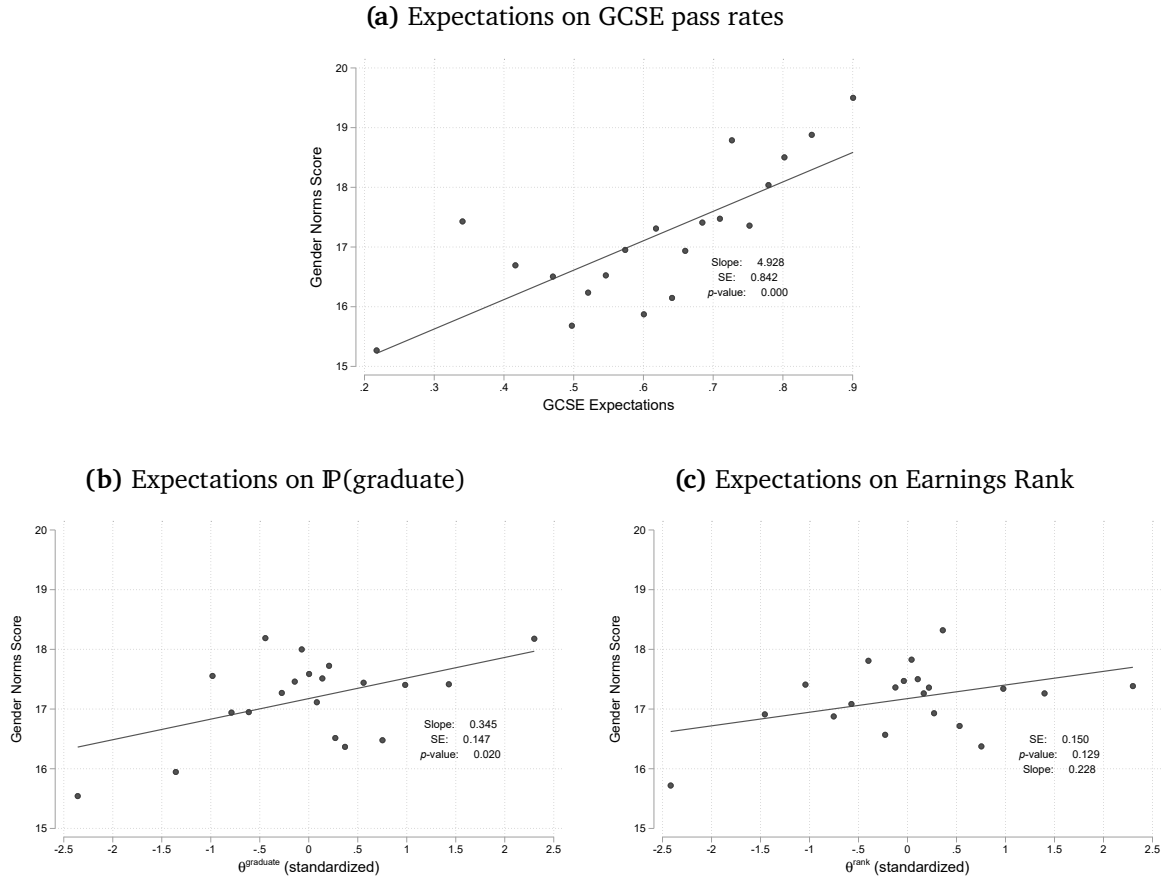 (a) Expectations on GCSE pass rates
20
19
18
17
16
15
Gender Norms Score
Slope: 4.928
SE: 0.842
p-value: 0.000
.2 .3 .4 .5 .6 .7 .8 .9
GCSE Expectations
(b) Expectations on ℙ(graduate)
20
19
18
17
16
15
Gender Norms Score
Slope: 0.345
SE: 0.147
p-value: 0.020
-2.5 -2 -1.5 -1 -.5 0 .5 1 1.5 2 2.5
θ^graduate (standardized)
(c) Expectations on Earnings Rank
20
19
18
17
16
15
Gender Norms Score
SE: 0.150
p-value: 0.129
Slope: 0.228
-2.5 -2 -1.5 -1 -.5 0 .5 1 1.5 2 2.5
θ^rank (standardized)